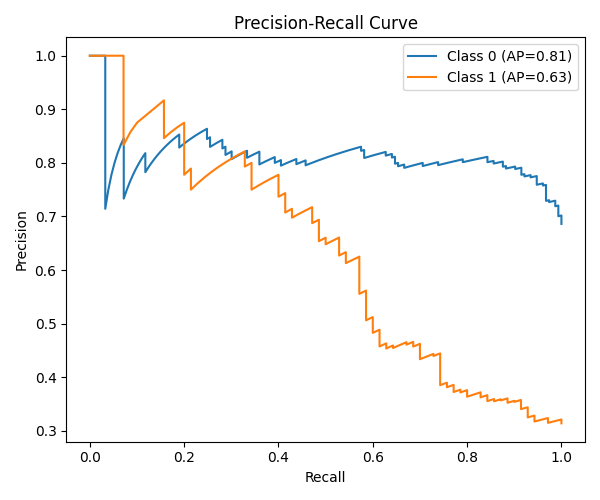 Precision-Recall Curve
Class 0 (AP=0.81)
Class 1 (AP=0.63)
1.0
0.9
0.8
0.7
0.6
0.5
0.4
0.3
Precision
0.0 0.2 0.4 0.6 0.8 1.0
Recall